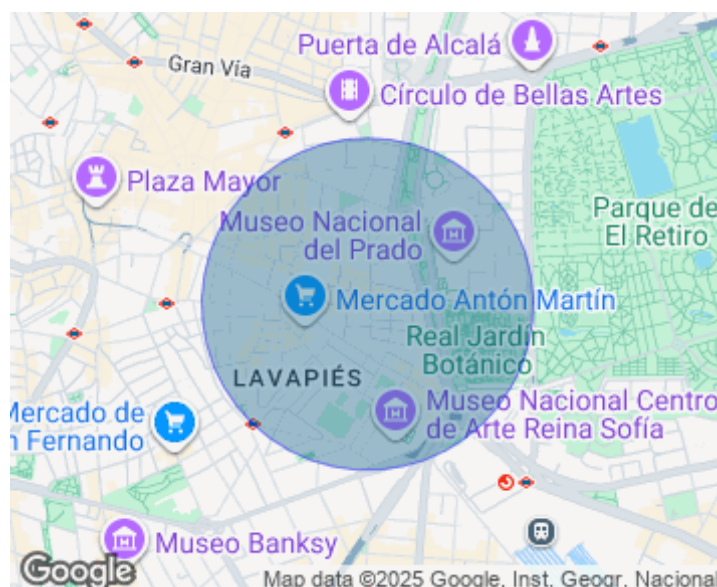 Puerta de Alcalá
Gran Vía
Círculo de Bellas Artes
Plaza Mayor
Museo Nacional
del Prado
Parque de
El Retiro
Mercado Antón Martín
Real Jardín
Botánico
LAVAPIÉS
Mercado de
n Fernando
Museo Nacional Centro
de Arte Reina Sofía
Museo Banksy
Google
Map data ©2025 Google, Inst. Geogr. Nacional